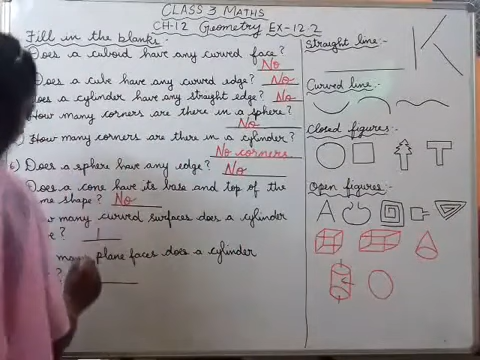 CLASS 3 MATHS
CH-12 Geometry EX-12.2
Fill in the blanks:-
Does a cuboid have any curved face?
No
Does a cube have any curved edge? No
Does a cylinder have any straight edge? No
How many corners are there in a sphere?
No
How many corners are there in a cylinder?
No corners
6) Does a sphere have any edge? No
Does a cone have its base and top of the
shape? No
many curved surfaces does a cylinder
? 1
many plane faces does a cylinder
?
Straight line:-
K
Curved line:-
Closed figures:-
Open figures:-